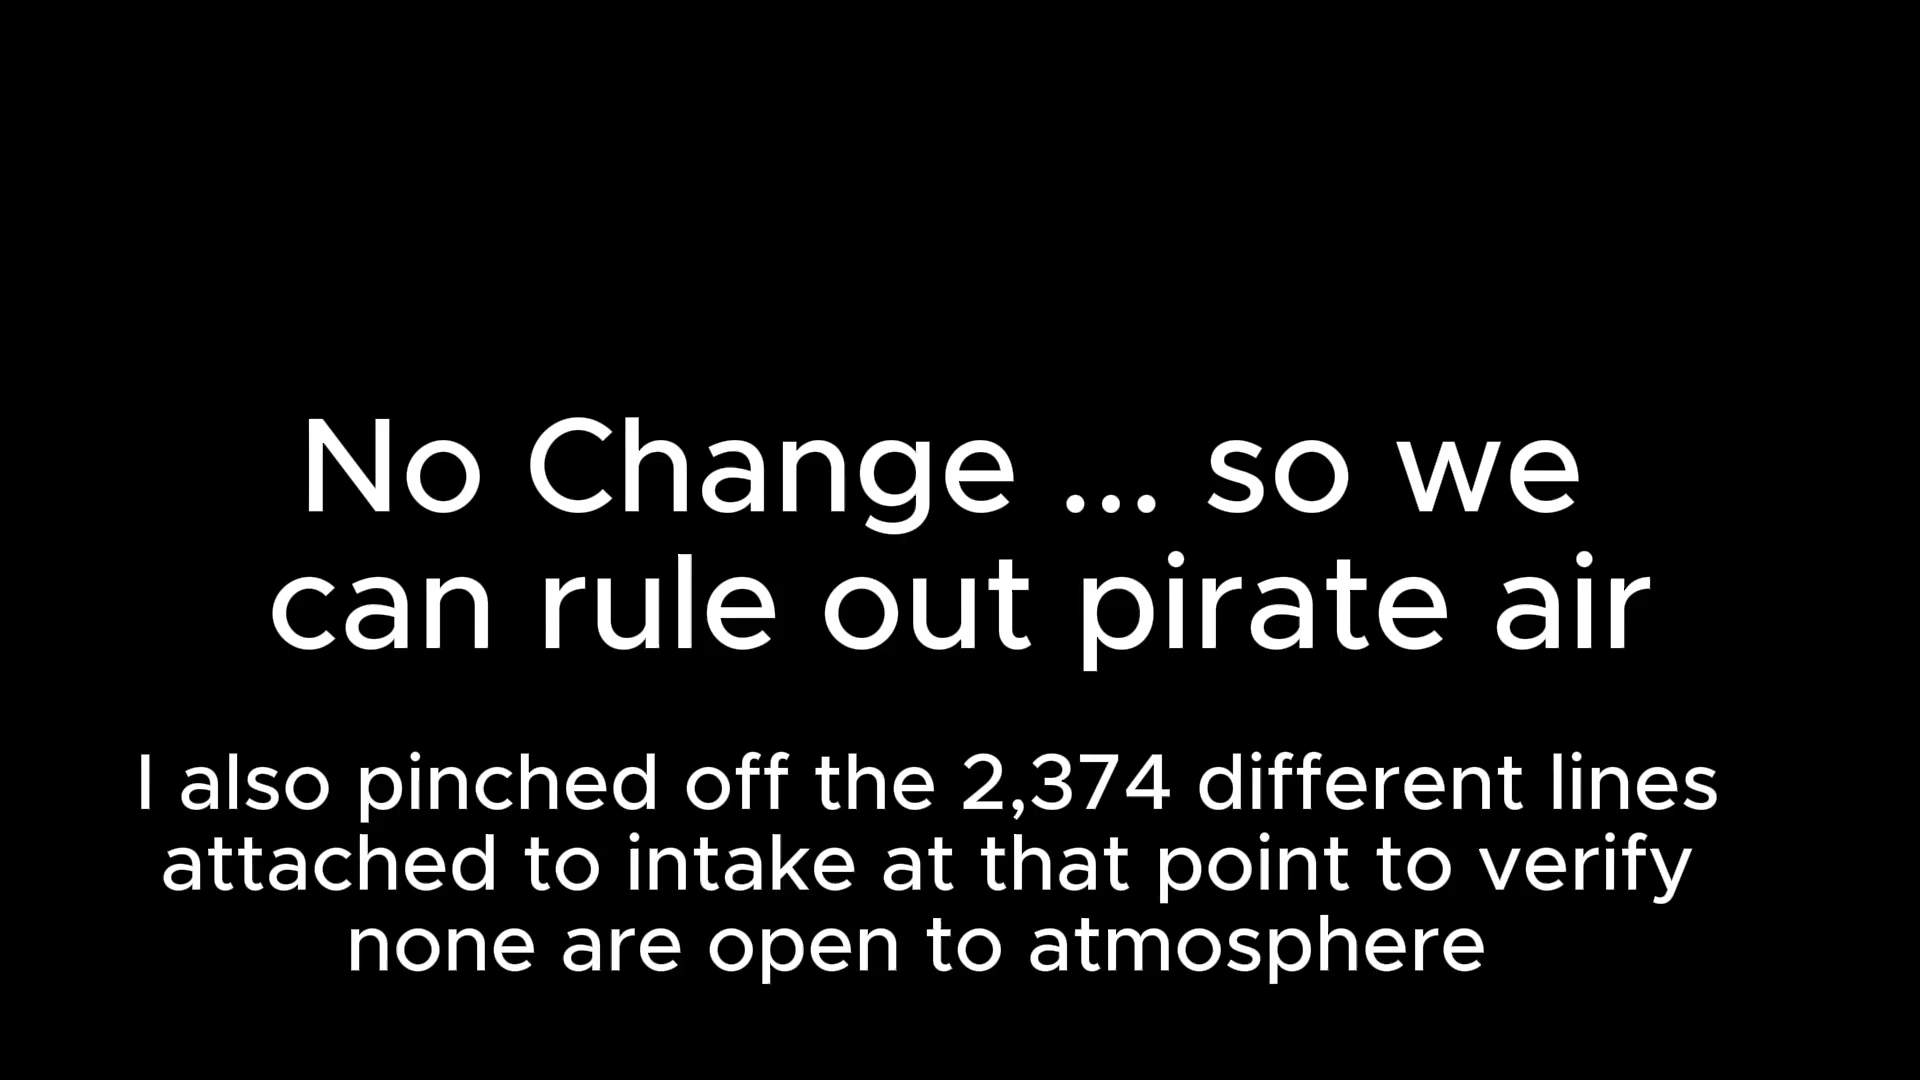 No Change ... so we
can rule out pirate air
I also pinched off the 2,374 different lines
attached to intake at that point to verify
none are open to atmosphere